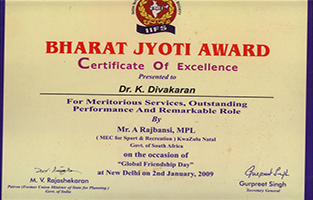 IIFS
BHARAT JYOTI AWARD
Certificate Of Excellence
Presented to
Dr. K. Divakaran
For Meritorious Services, Outstanding
Performance And Remarkable Role
By
Mr. A Rajbansi, MPL
( MEC for Sport & Recreation ) KwaZulu Natal
Govt. of South Africa
on the occasion of
"Global Friendship Day"
at New Delhi on 2nd January, 2009
M. V. Rajashekaran
Patron (Former Union Minister of State for Planning)
Govt. of India
Gurpreet Singh
Secretary General